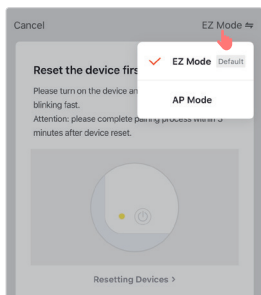 Cancel
EZ Mode ⇋
EZ Mode Default
AP Mode
Reset the device firs
Please turn on the device an
blinking fast.
Attention: please complete pairing process within 3
minutes after device reset.
Resetting Devices >